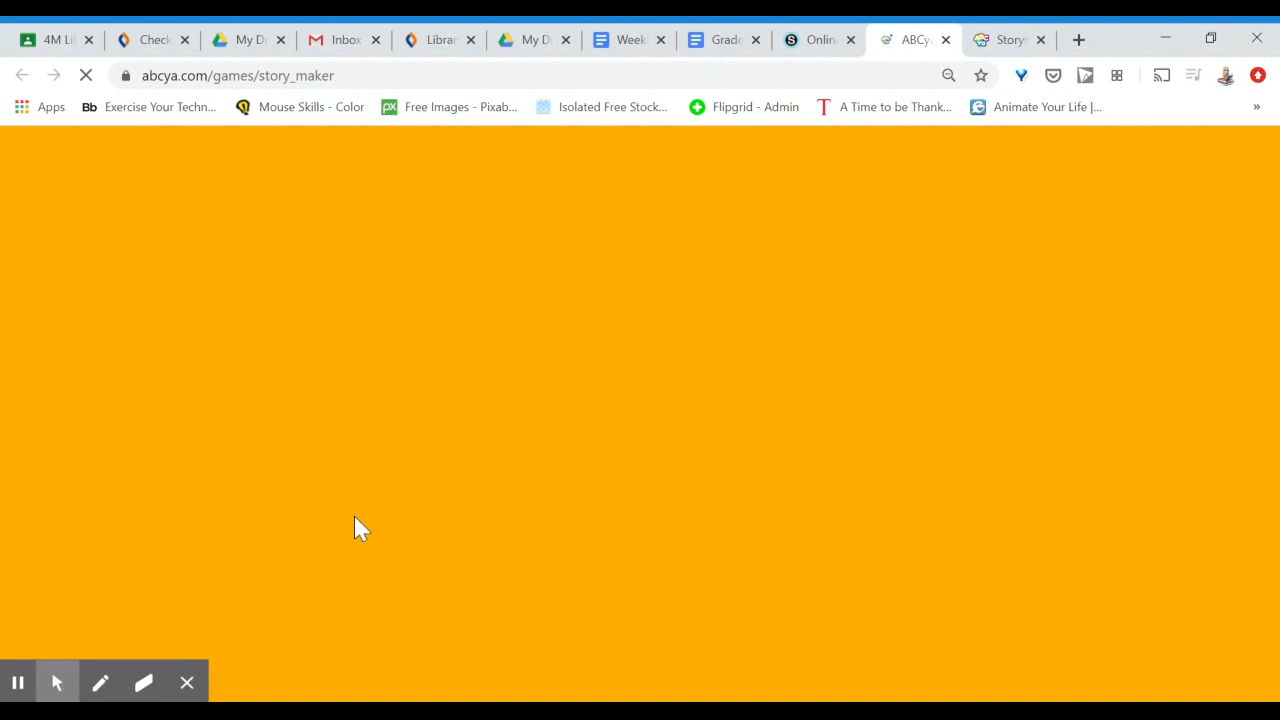 4M Li Check My D Inbox Librar My D Week Grade Onlin ABCy Story
abcya.com/games/story_maker
Apps Bb Exercise Your Techn... Mouse Skills - Color px Free Images - Pixab... Isolated Free Stock... Flipgrid - Admin T A Time to be Thank... Animate Your Life |... »